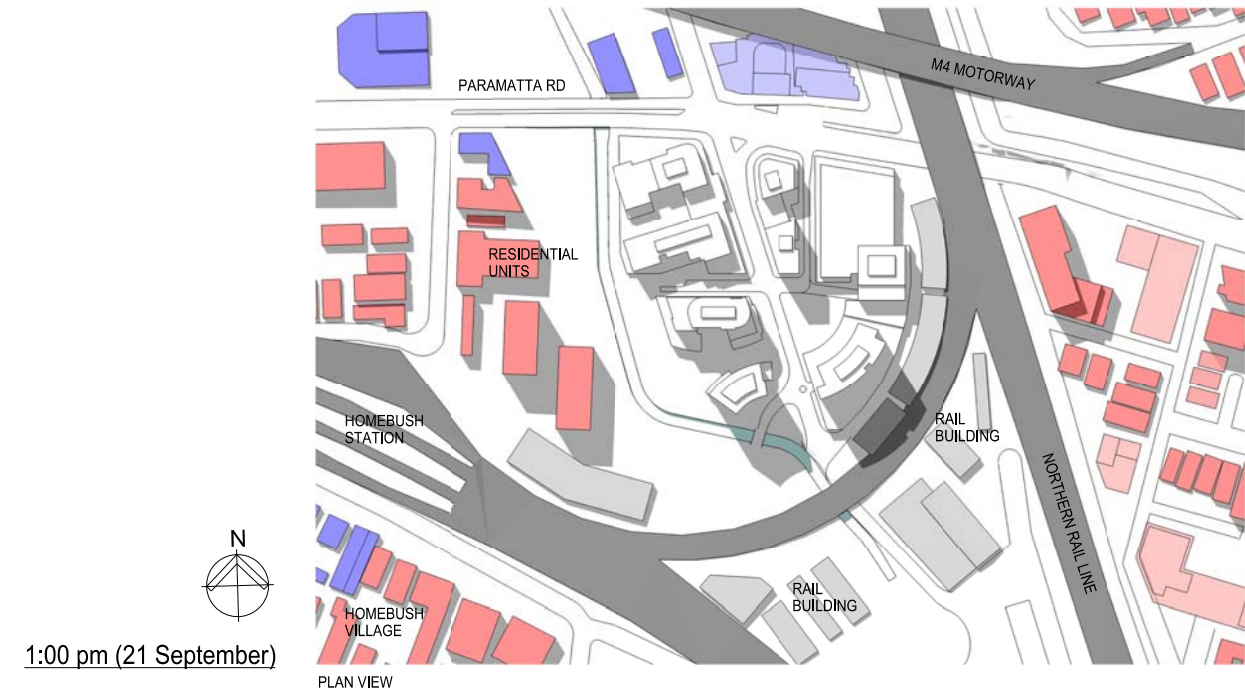 M4 MOTORWAY
PARAMATTA RD
RESIDENTIAL
UNITS
HOMEBUSH
STATION
RAIL
BUILDING
NORTHERN RAIL LINE
N
RAIL
BUILDING
HOMEBUSH
VILLAGE
1:00 pm (21 September)
PLAN VIEW